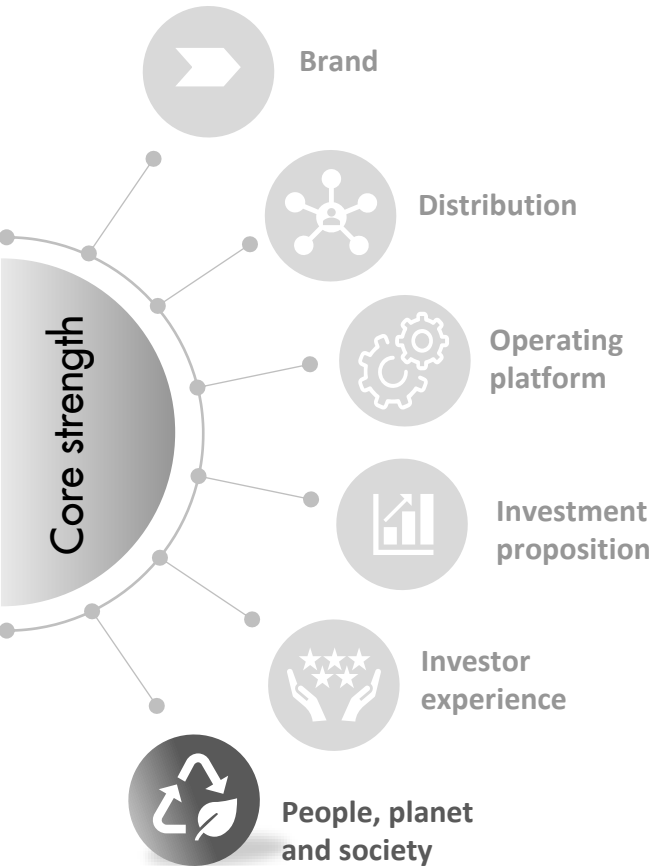 Brand
Distribution
Operating
platform
Core strength
Investment
proposition
Investor
experience
People, planet
and society